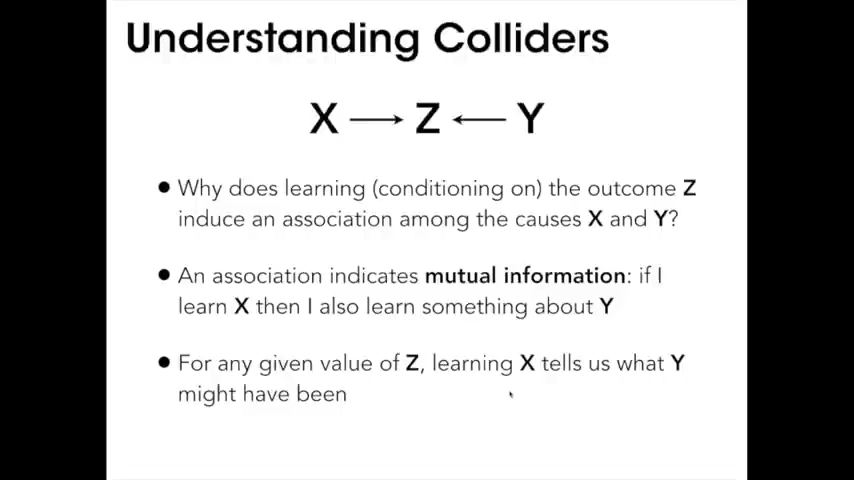 Understanding Colliders
X → Z ← Y
• Why does learning (conditioning on) the outcome Z
induce an association among the causes X and Y?
• An association indicates mutual information: if I
learn X then I also learn something about Y
• For any given value of Z, learning X tells us what Y
might have been